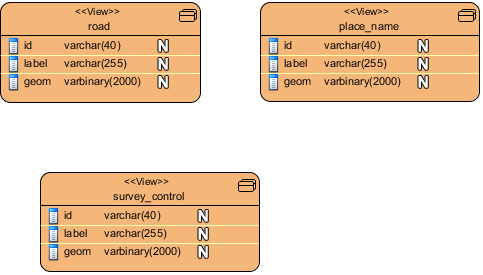 <<View>>
road
id varchar(40) N
label varchar(255) N
geom varbinary(2000) N
<<View>>
place_name
id varchar(40) N
label varchar(255) N
geom varbinary(2000) N
<<View>>
survey_control
id varchar(40) N
label varchar(255) N
geom varbinary(2000) N